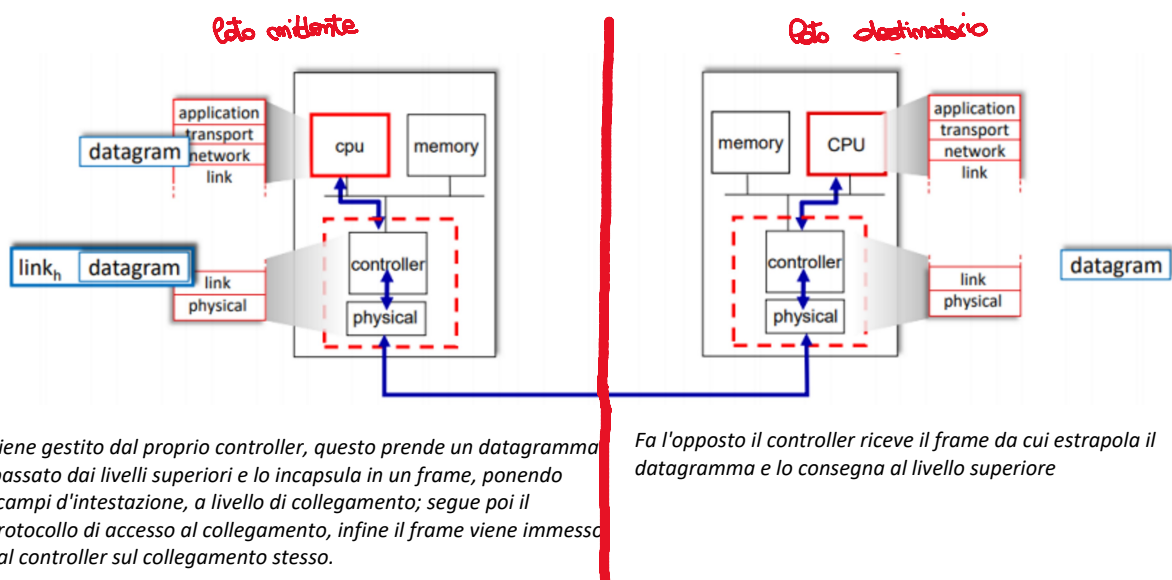 lato mittente
application
transport
datagram
network
link
cpu
memory
link_h datagram
link
physical
controller
physical
iene gestito dal proprio controller, questo prende un datagramma
passato dai livelli superiori e lo incapsula in un frame, ponendo
campi d'intestazione, a livello di collegamento; segue poi il
rotocollo di accesso al collegamento, infine il frame viene immesso
al controller sul collegamento stesso.
lato destinatario
memory
CPU
application
transport
network
link
controller
physical
link
physical
datagram
Fa l'opposto il controller riceve il frame da cui estrapola il
datagramma e lo consegna al livello superiore